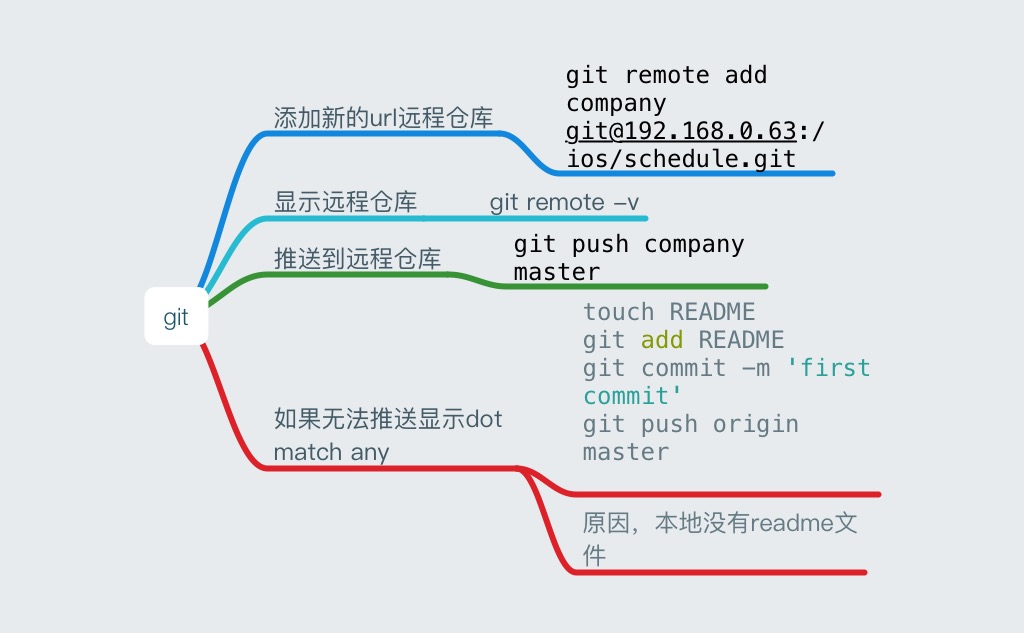 git
添加新的url远程仓库
git remote add
company
git@192.168.0.63:/
ios/schedule.git
显示远程仓库
git remote –v
推送到远程仓库
git push company
master
如果无法推送显示dot
match any
touch README
git add README
git commit –m 'first
commit'
git push origin
master
原因，本地没有readme文
件